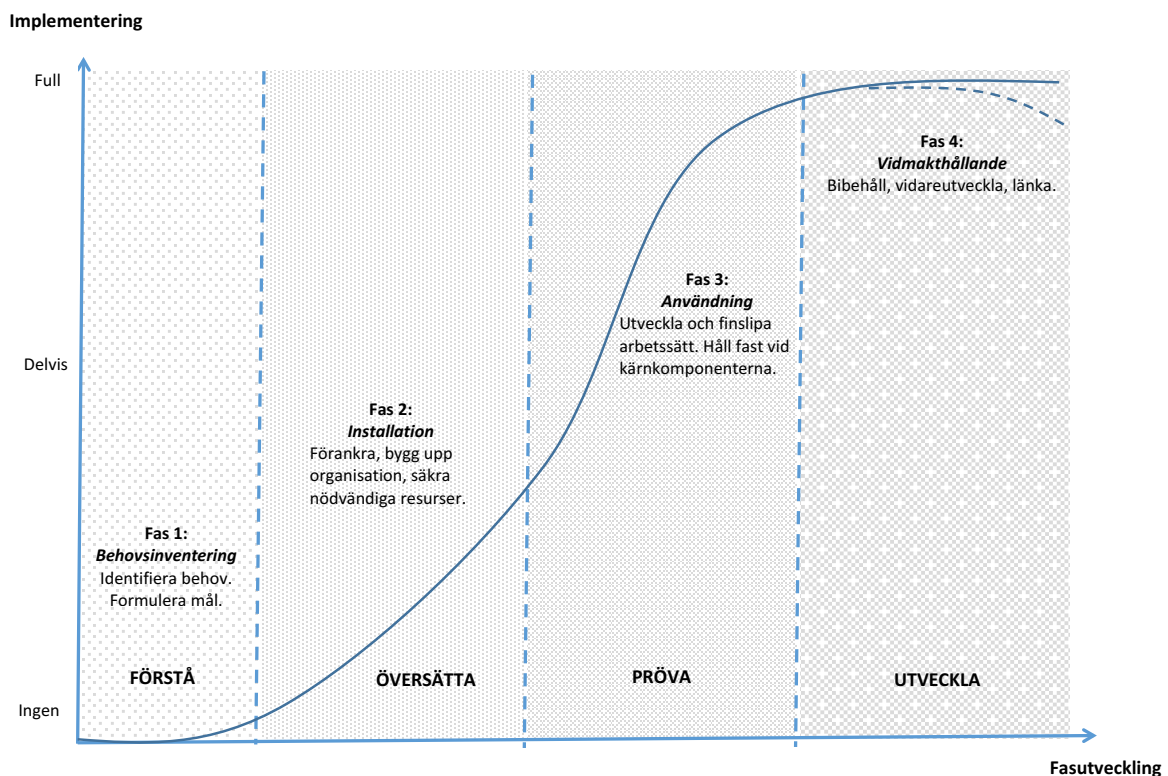 Implementering
Full
Delvis
Ingen
Fas 1:
Behovsinventering
Identifiera behov.
Formulera mål.
FÖRSTÅ
Fas 2:
Installation
Förankra, bygg upp
organisation, säkra
nödvändiga resurser.
ÖVERSÄTTA
Fas 3:
Användning
Utveckla och finslipa
arbetssätt. Håll fast vid
kärnkomponenterna.
PRÖVA
Fas 4:
Vidmakthållande
Bibehåll, vidareutveckla, länka.
UTVECKLA
Fasutveckling